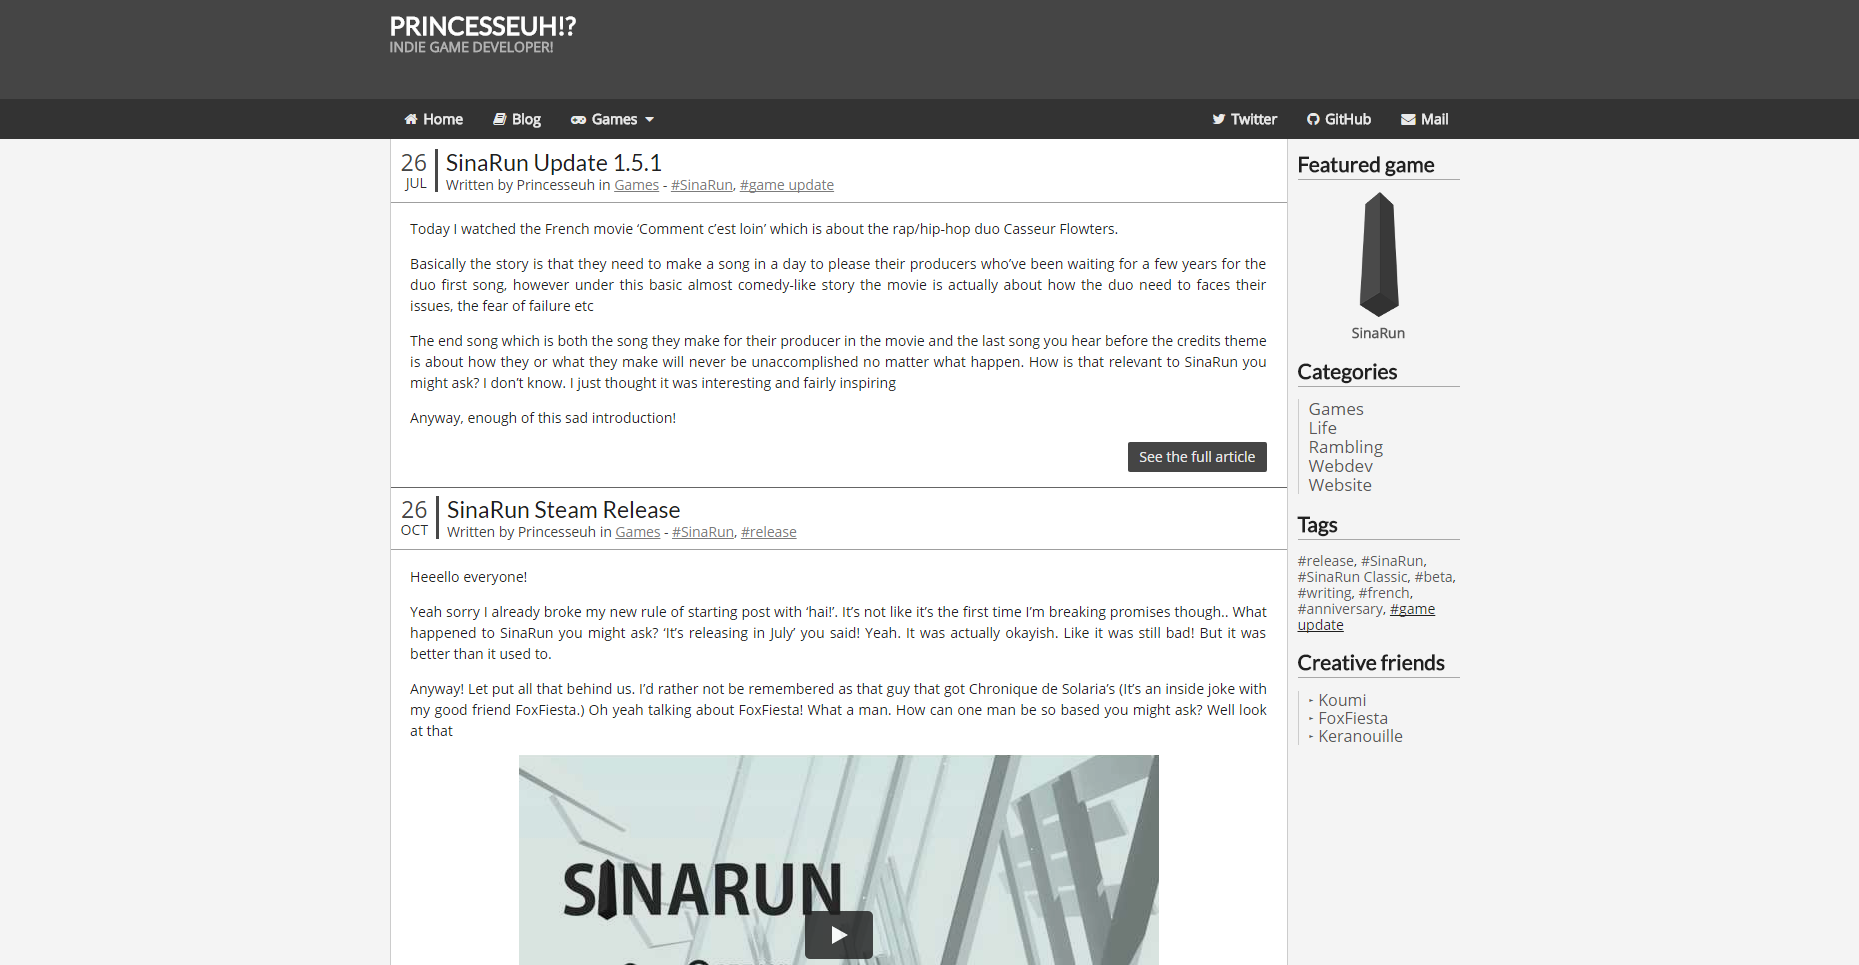 PRINCESSEUH!?
INDIE GAME DEVELOPER!
Home Blog Games Twitter GitHub Mail
26
JUL
SinaRun Update 1.5.1
Written by Princesseuh in Games - #SinaRun, #game update
Today I watched the French movie ‘Comment c’est loin’ which is about the rap/hip-hop duo Casseur Flowters.
Basically the story is that they need to make a song in a day to please their producers who’ve been waiting for a few years for the
duo first song, however under this basic almost comedy-like story the movie is actually about how the duo need to faces their
issues, the fear of failure etc
The end song which is both the song they make for their producer in the movie and the last song you hear before the credits theme
is about how they or what they make will never be unaccomplished no matter what happen. How is that relevant to SinaRun you
might ask? I don’t know. I just thought it was interesting and fairly inspiring
Anyway, enough of this sad introduction!
See the full article
26
OCT
SinaRun Steam Release
Written by Princesseuh in Games - #SinaRun, #release
Heeello everyone!
Yeah sorry I already broke my new rule of starting post with ‘hai!’. It’s not like it’s the first time I’m breaking promises though.. What
happened to SinaRun you might ask? ‘It’s releasing in July’ you said! Yeah. It was actually okayish. Like it was still bad! But it was
better than it used to.
Anyway! Let put all that behind us. I’d rather not be remembered as that guy that got Chronique de Solaria’s (It’s an inside joke with
my good friend FoxFiesta.) Oh yeah talking about FoxFiesta! What a man. How can one man be so based you might ask? Well look
at that
SINARUN
Featured game
SinaRun
Categories
Games
Life
Rambling
Webdev
Website
Tags
#release, #SinaRun,
#SinaRun Classic, #beta,
#writing, #french,
#anniversary, #game
update
Creative friends
Koumi
FoxFiesta
Keranouille